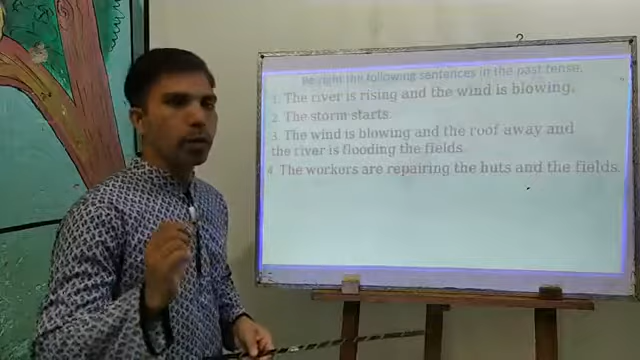 Re-right the following sentences in the past tense.
1. The river is rising and the wind is blowing.
2. The storm starts.
3. The wind is blowing and the roof away and
the river is flooding the fields.
4. The workers are repairing the huts and the fields.